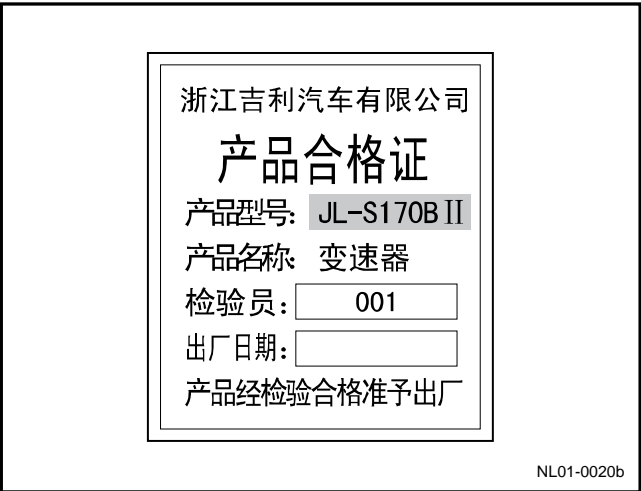 浙江吉利汽车有限公司
产品合格证
产品型号：JL-S170BⅡ
产品名称：变速器
检验员：001
出厂日期：
产品经检验合格准予出厂
NL01-0020b